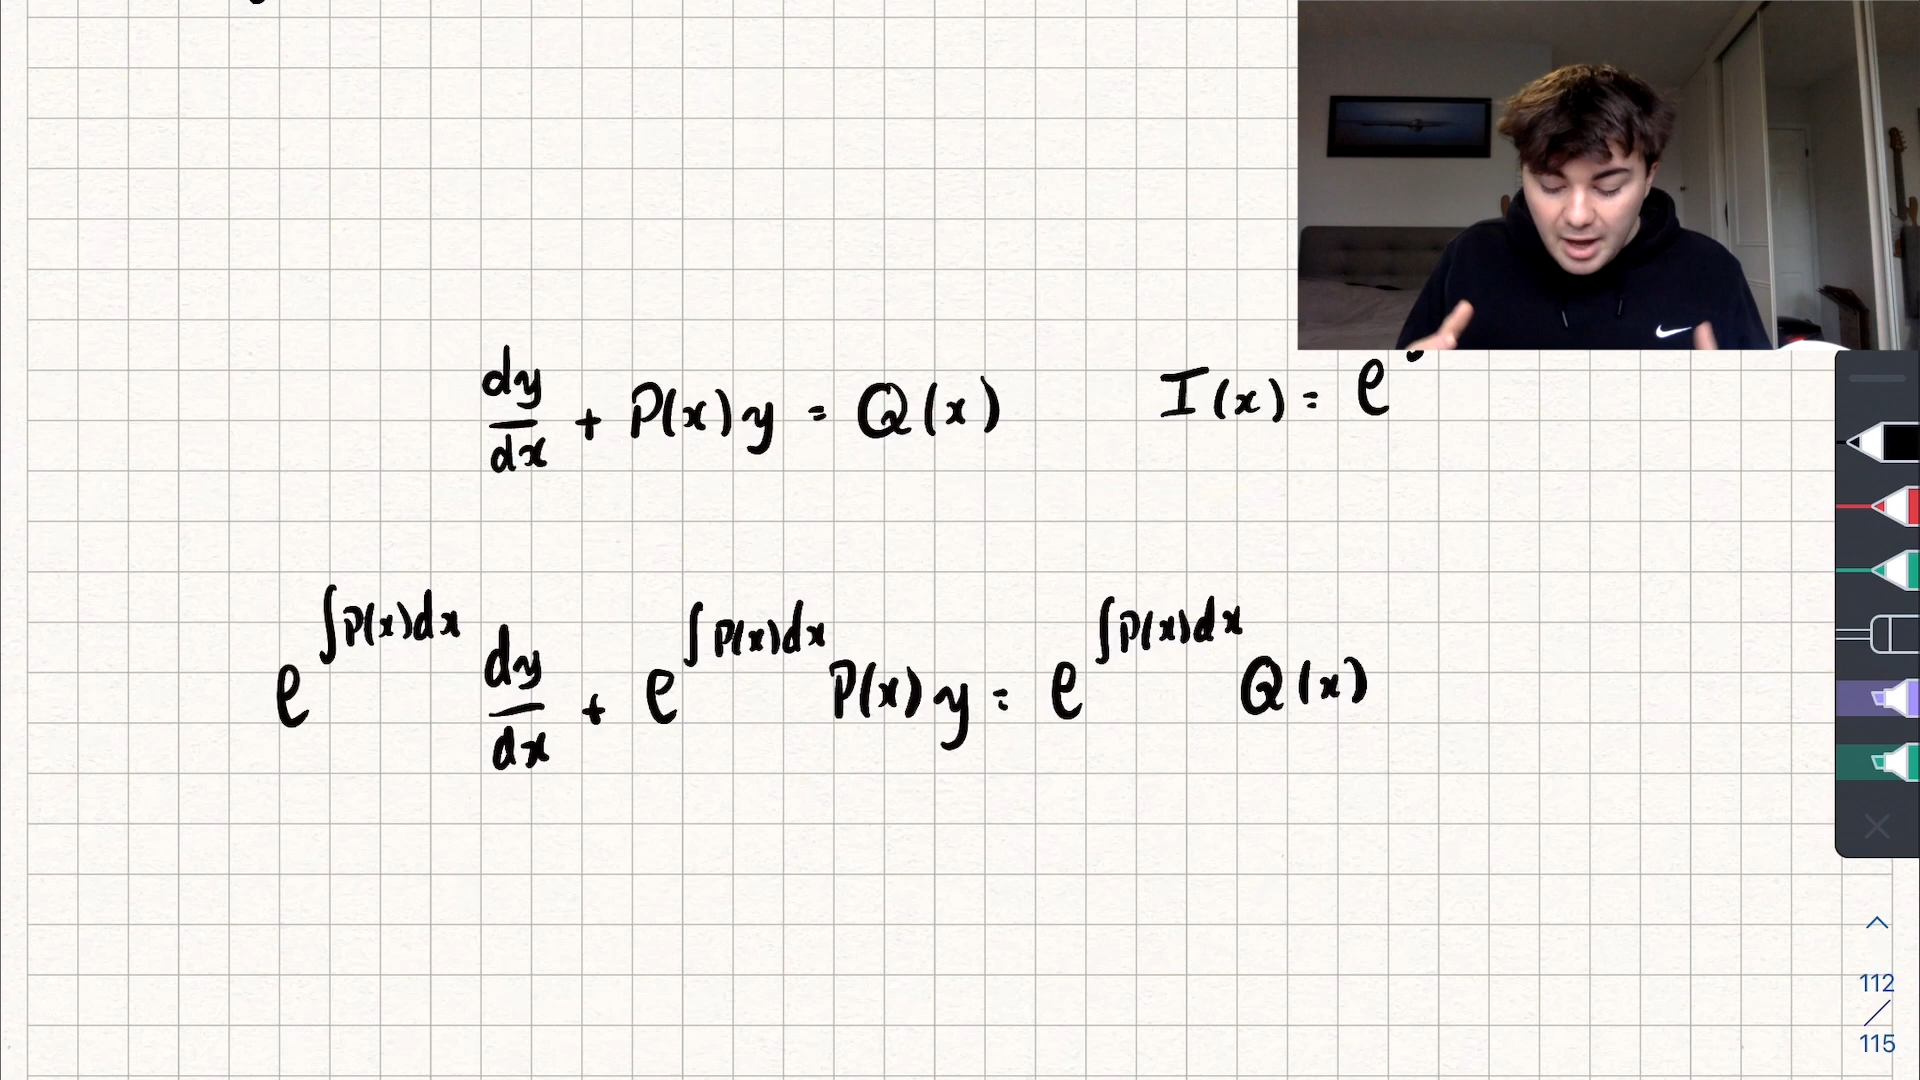 dy/dx + P(x)y = Q(x)
I(x) = e
e^∫P(x)dx dy/dx + e^∫P(x)dx P(x)y = e^∫P(x)dx Q(x)
112
/
115